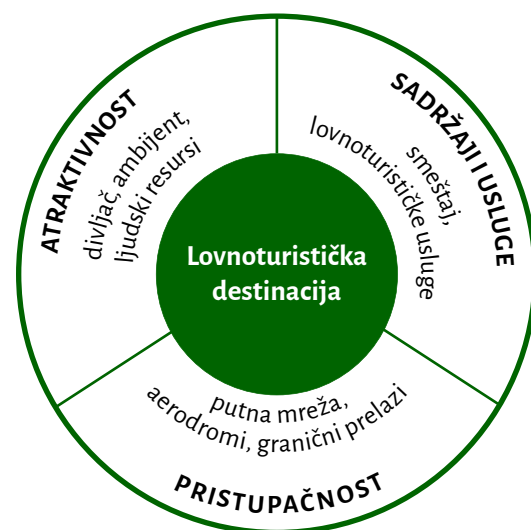 ATRAKTIVNOST
divljač, ambijent,
ljudski resursi
SADRŽAJI I USLUGE
smeštaj,
lovnoturističke usluge
Lovnoturistička
destinacija
putna mreža,
aerodromi, granični prelazi
PRISTUPAČNOST